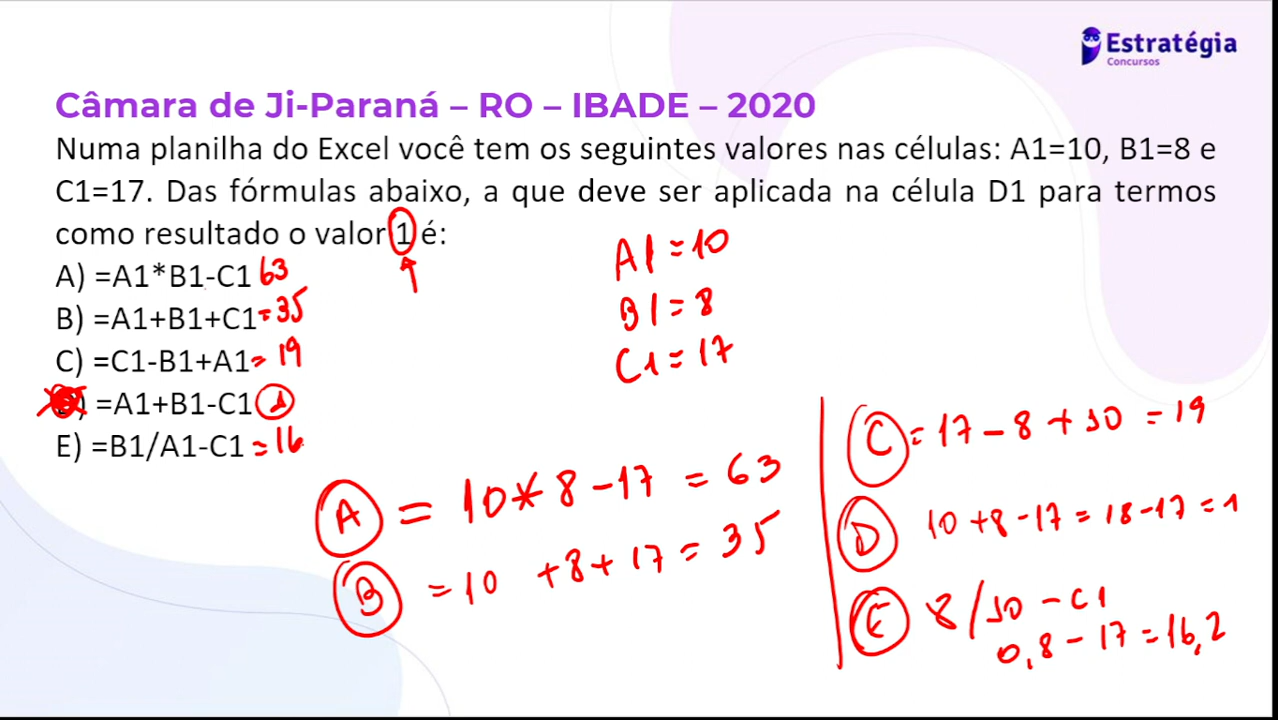 Estratégia
Concursos
Câmara de Ji-Paraná – RO – IBADE – 2020
Numa planilha do Excel você tem os seguintes valores nas células: A1=10, B1=8 e
C1=17. Das fórmulas abaixo, a que deve ser aplicada na célula D1 para termos
como resultado o valor 1 é:
A) =A1*B1-C1 63
B) =A1+B1+C1 =35
C) =C1-B1+A1 = 19
) =A1+B1-C1 1
E) =B1/A1-C1 =16
A1 =10
B1 =8
C1 =17
A = 10*8-17 = 63
B =10 +8+17 = 35
C = 17-8+10 =19
D 10+8-17 = 18-17 =1
E 8/10 -C1
0,8-17 =16,2